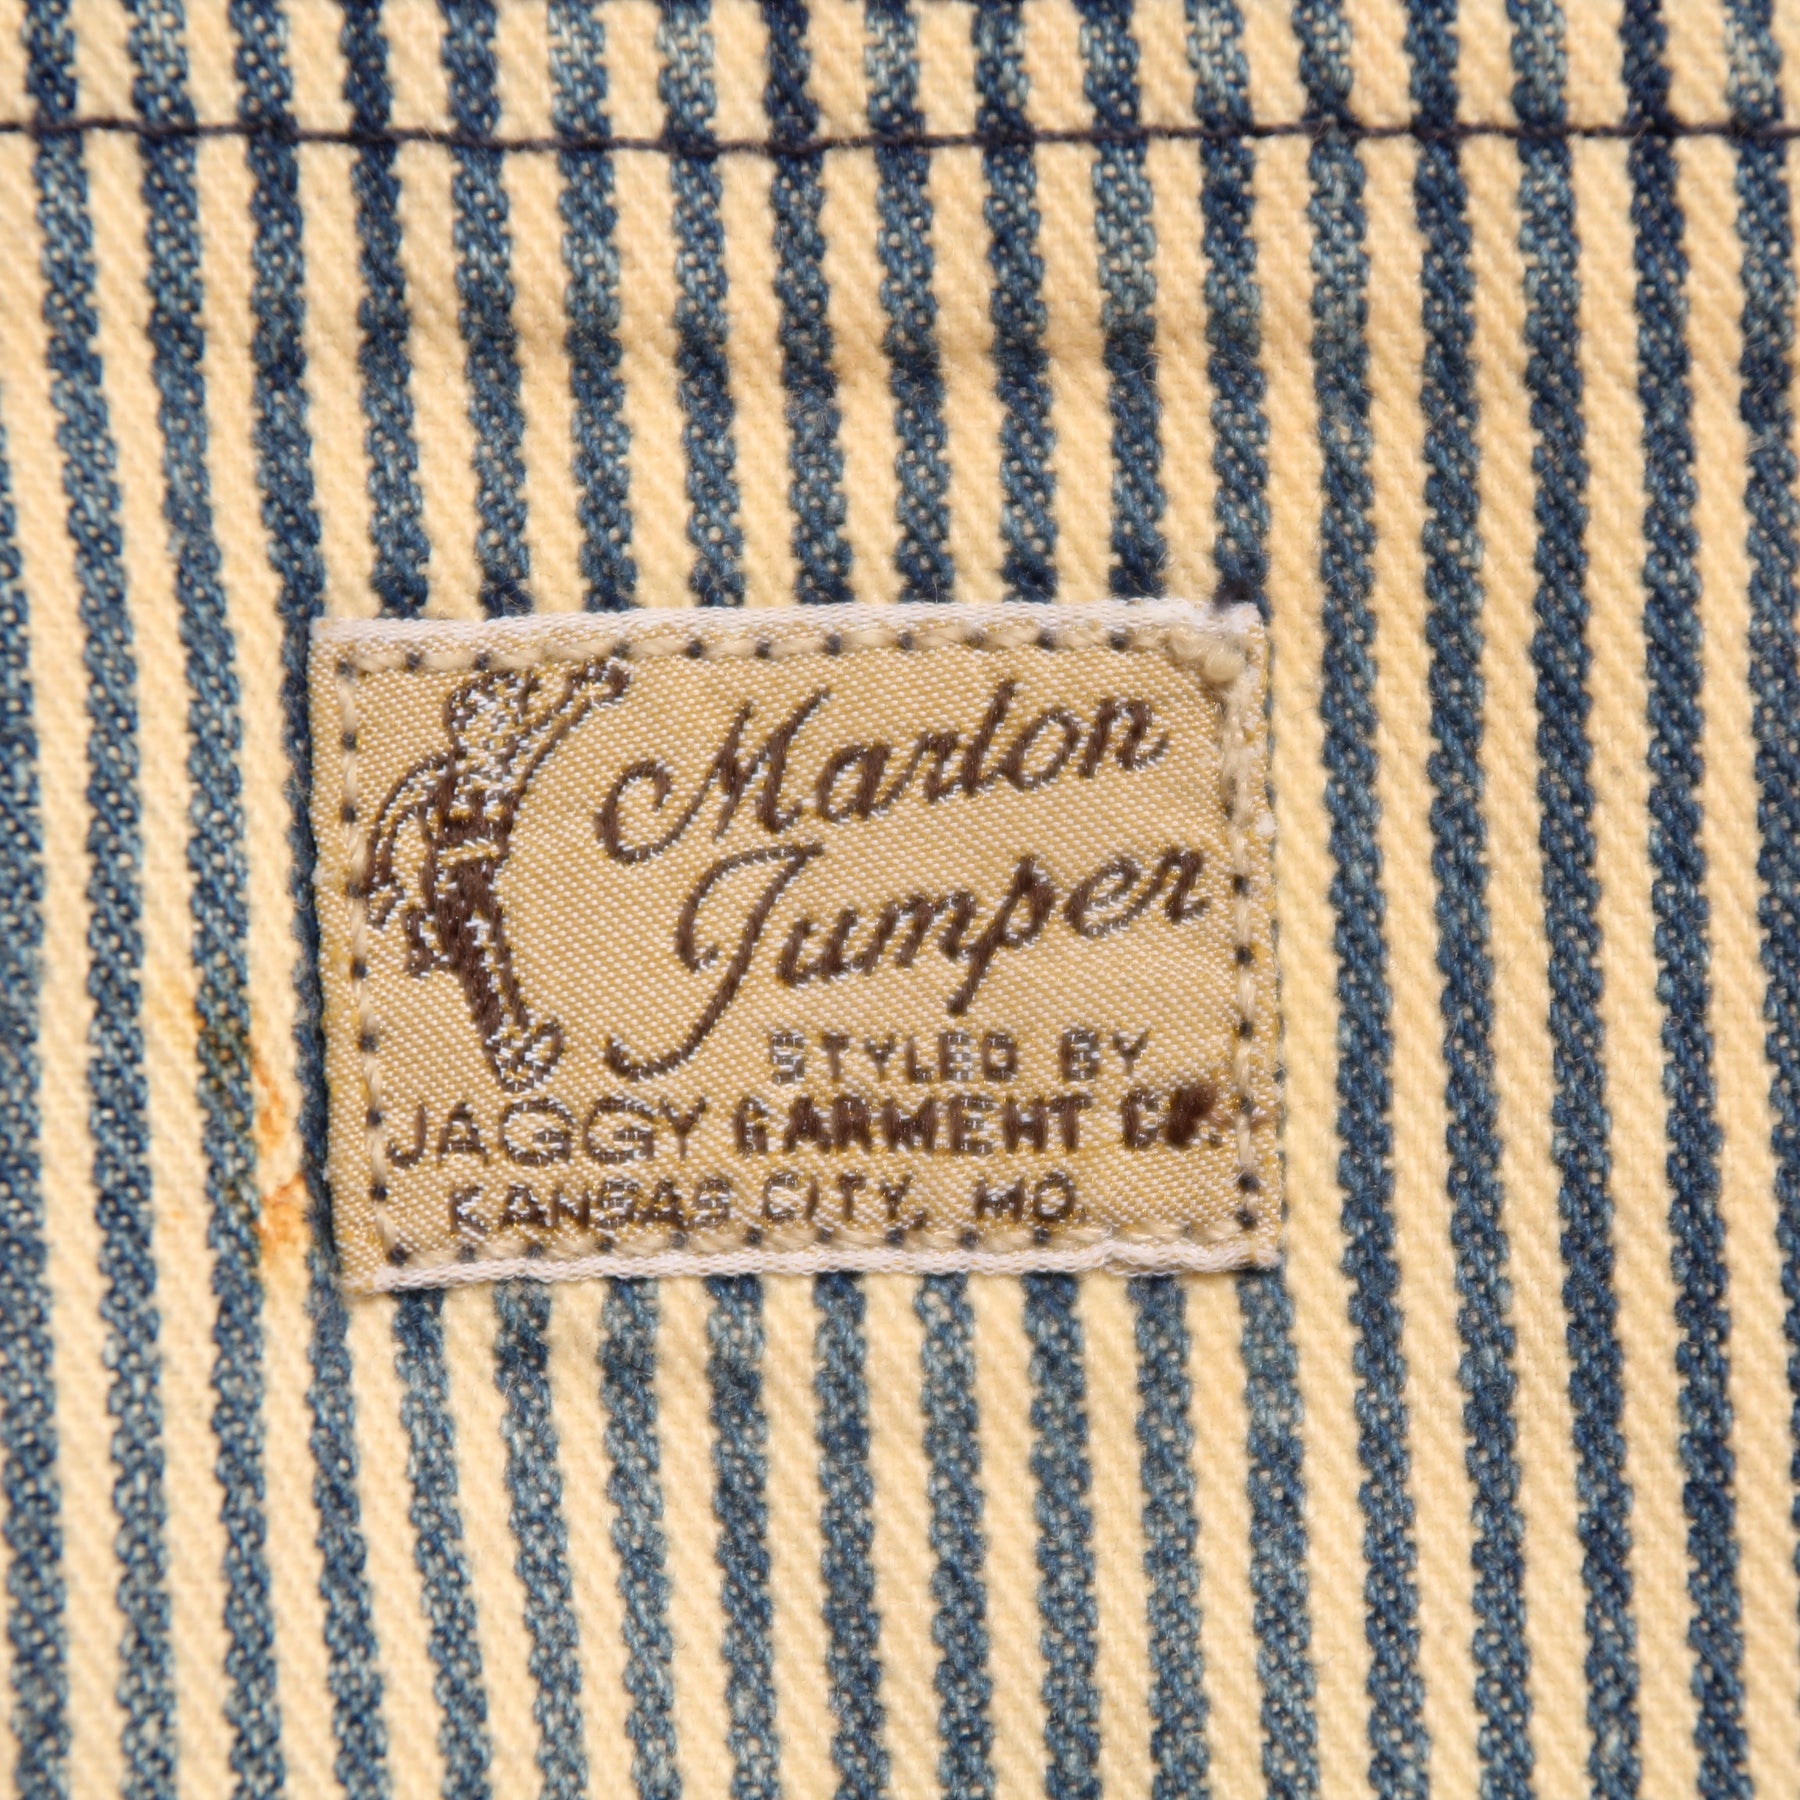 Marlon
Jumper
STYLED BY
JAGGY GARMENT CO.
KANSAS CITY, MO.